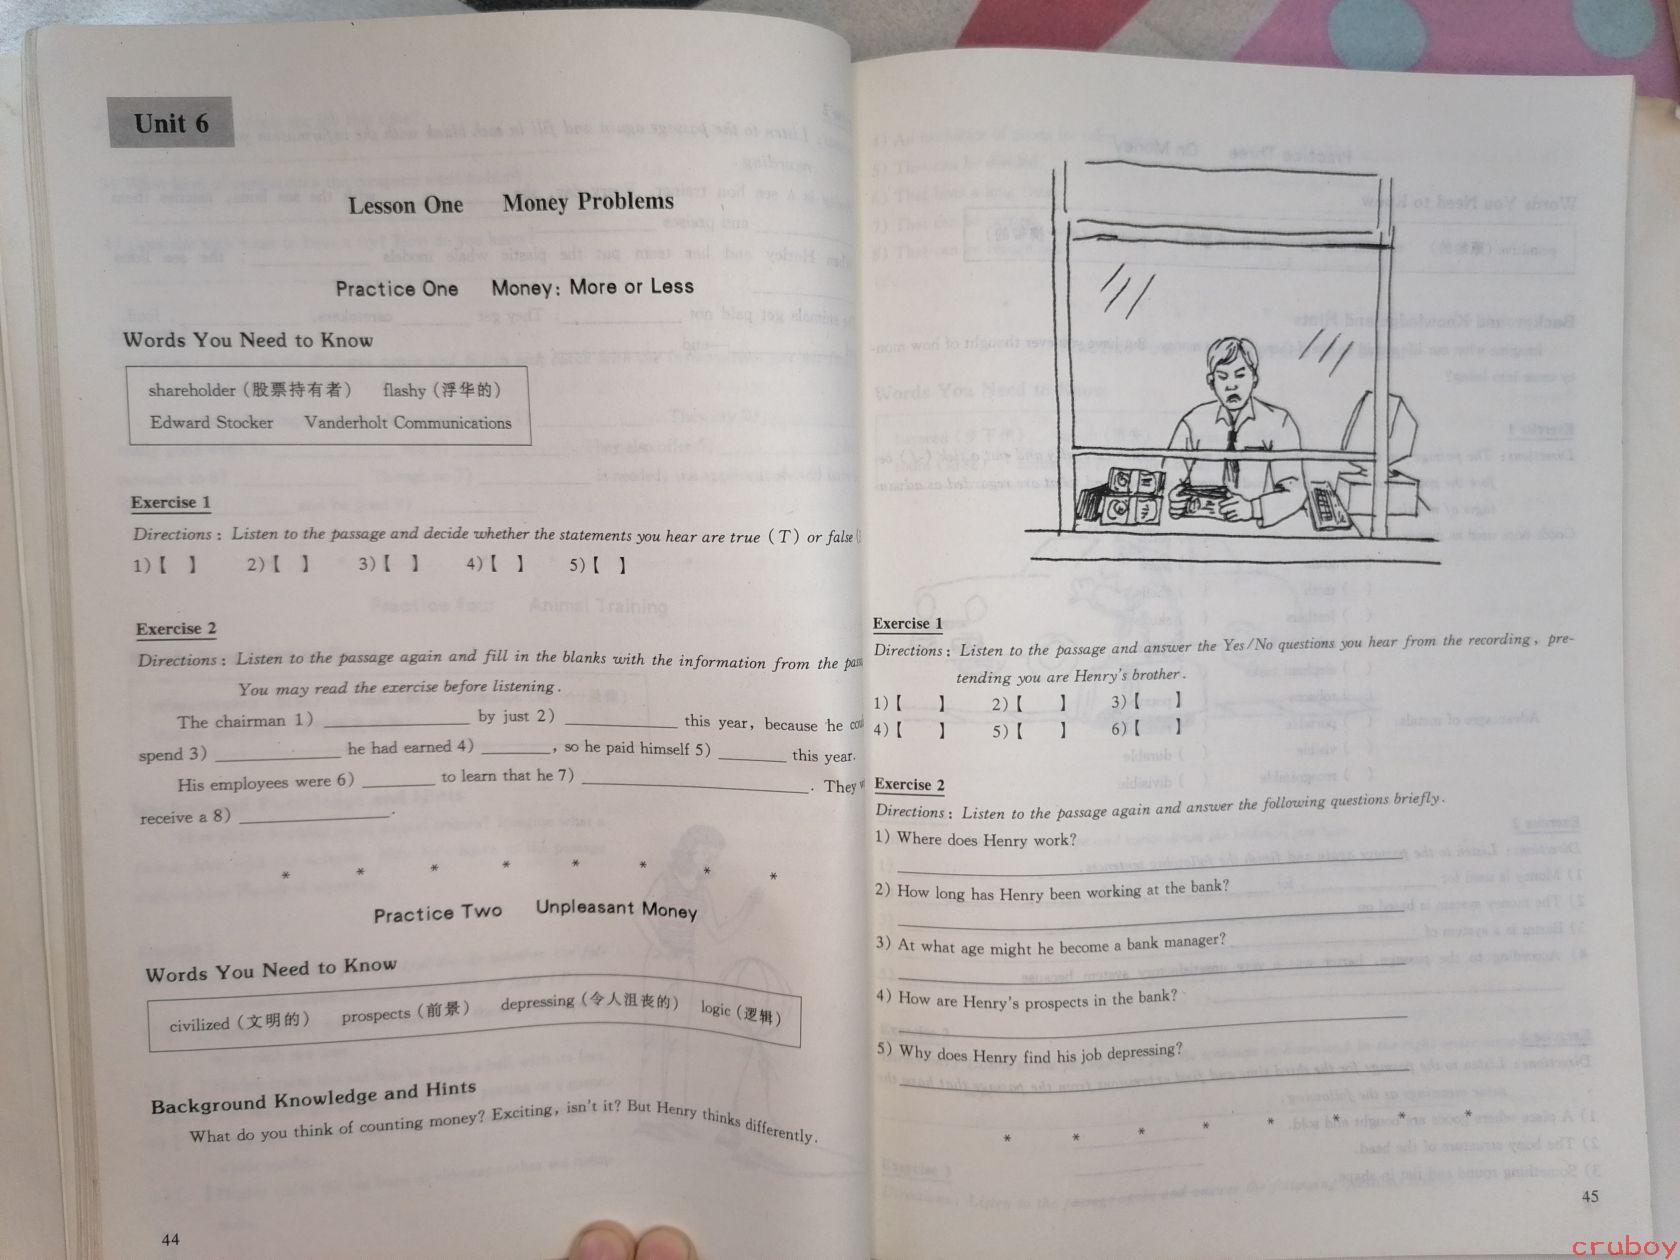 Unit 6
Lesson One Money Problems
Practice One Money: More or Less
Words You Need to Know
shareholder (股票持有者) flashy (浮华的)
Edward Stocker Vanderholt Communications
Exercise 1
Directions: Listen to the passage and decide whether the statements you hear are true (T) or false
1)【 】 2)【 】 3)【 】 4)【 】 5)【 】
Exercise 2
Directions: Listen to the passage again and fill in the blanks with the information from the
You may read the exercise before listening.
The chairman 1) ____________ by just 2) __________ this year, because he
spend 3) ___________ he had earned 4) ______, so he paid himself 5) ______ this year.
His employees were 6) ______ to learn that he 7) ____________________. They
receive a 8) _____________.
* * * * * * * *
Practice Two Unpleasant Money
Words You Need to Know
civilized (文明的) prospects (前景) depressing (令人沮丧的) logic (逻辑)
Background Knowledge and Hints
What do you think of counting money? Exciting, isn't it? But Henry thinks differently.
44
Exercise 1
Directions: Listen to the passage and answer the Yes/No questions you hear from the recording, pre-
tending you are Henry's brother.
1)【 】 2)【 】 3)【 】
4)【 】 5)【 】 6)【 】
Exercise 2
Directions: Listen to the passage again and answer the following questions briefly.
1) Where does Henry work?
2) How long has Henry been working at the bank?
3) At what age might he become a bank manager?
4) How are Henry's prospects in the bank?
5) Why does Henry find his job depressing?
* * * * * * * *
45
cruboy